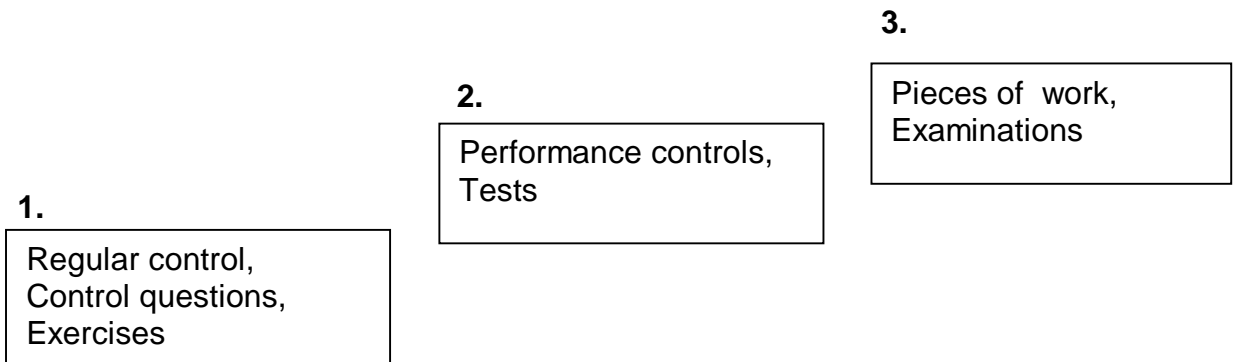 3.
Pieces of work,
Examinations
2.
Performance controls,
Tests
1.
Regular control,
Control questions,
Exercises